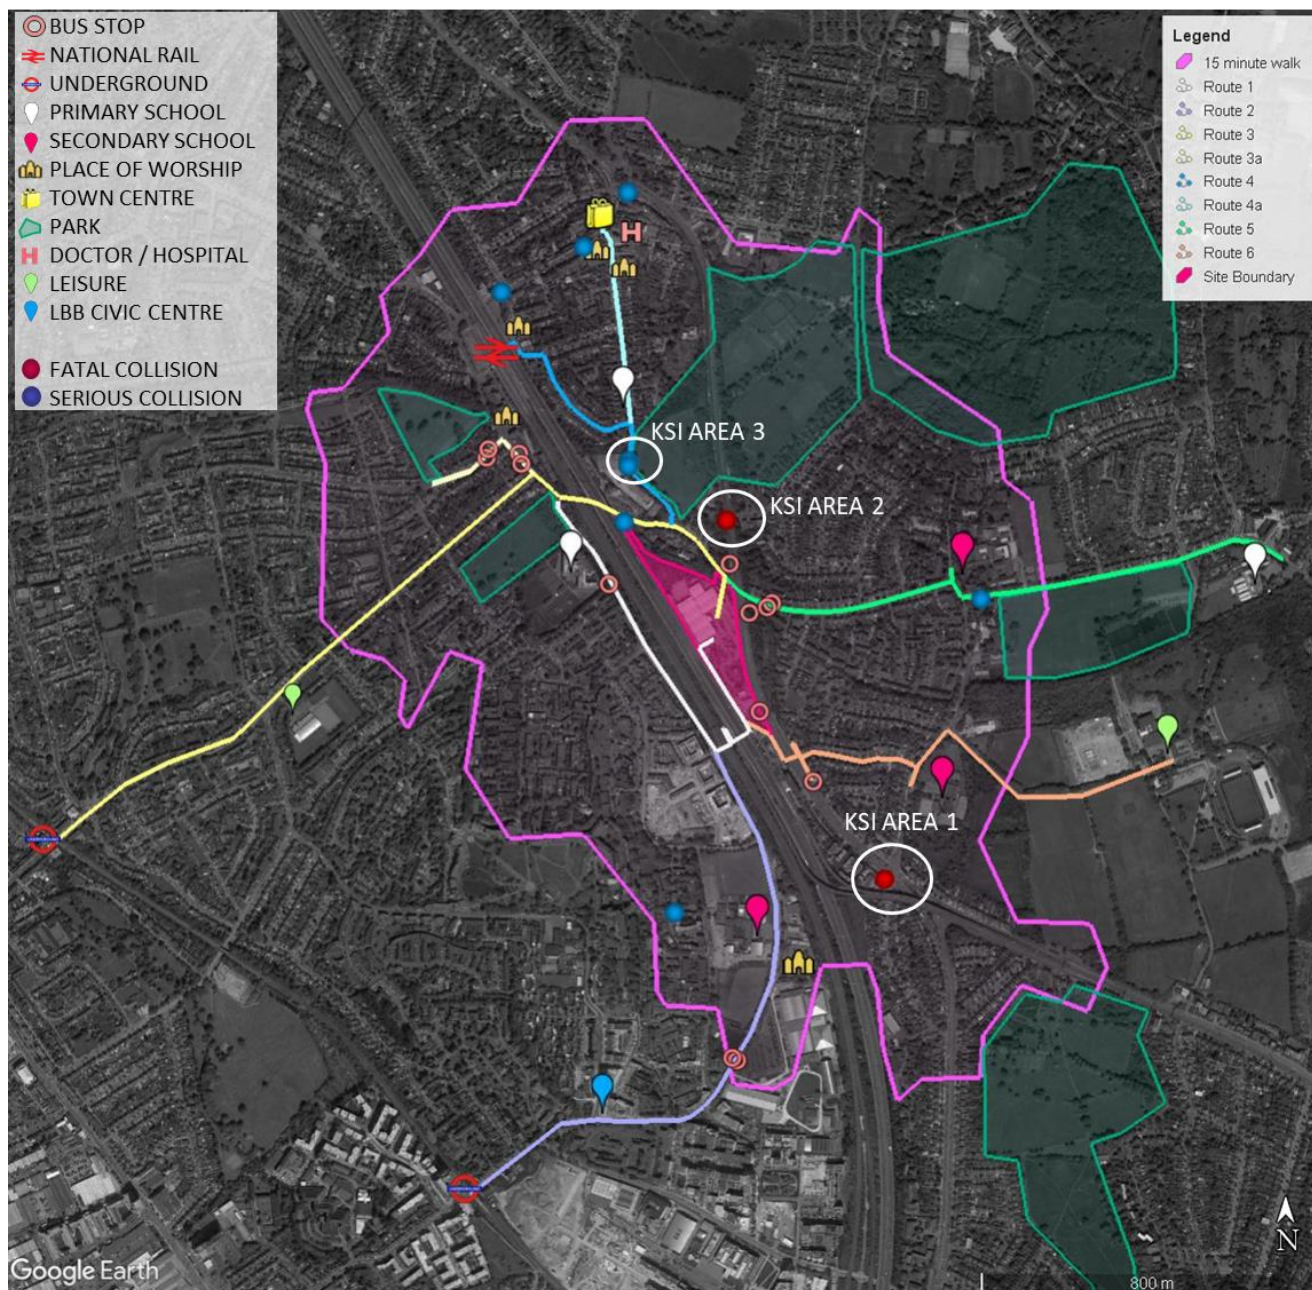 BUS STOP
NATIONAL RAIL
UNDERGROUND
PRIMARY SCHOOL
SECONDARY SCHOOL
PLACE OF WORSHIP
TOWN CENTRE
PARK
DOCTOR / HOSPITAL
LEISURE
LBB CIVIC CENTRE
FATAL COLLISION
SERIOUS COLLISION
Legend
15 minute walk
Route 1
Route 2
Route 3
Route 3a
Route 4
Route 4a
Route 5
Route 6
Site Boundary
H
KSI AREA 3
KSI AREA 2
KSI AREA 1
N
Google Earth
800 m